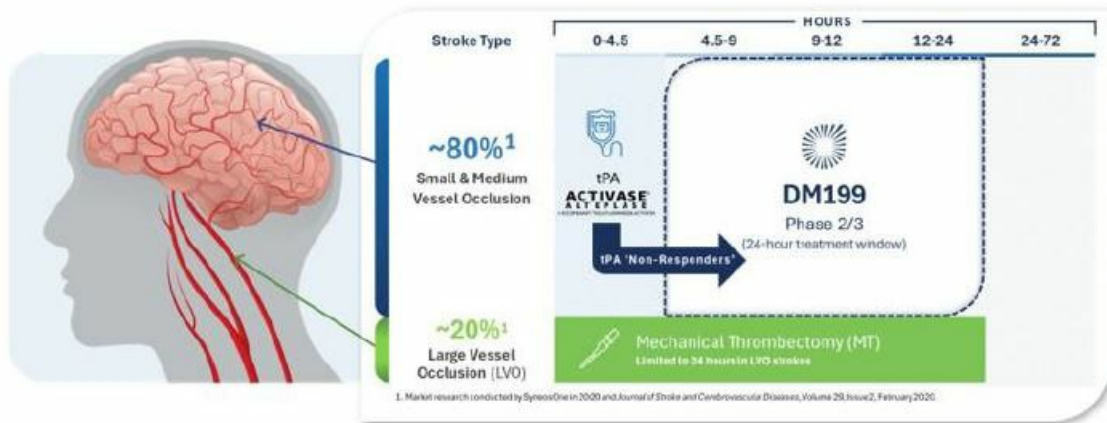 HOURS
Stroke Type
0-4.5
4.5-9
9-12
12-24
24-72
~80%¹
Small & Medium
Vessel Occlusion
tPA
ACTIVASE®
ALTEPLASE
DM199
Phase 2/3
(24-hour treatment window)
tPA 'Non-Responders'
~20%¹
Large Vessel
Occlusion (LVO)
Mechanical Thrombectomy (MT)
Limited to 24 hours in LVO strokes
1. Market research conducted by SyneosOne in 2020 and Journal of Stroke and Cerebrovascular Diseases, Volume 29, Issue 2, February 2020.